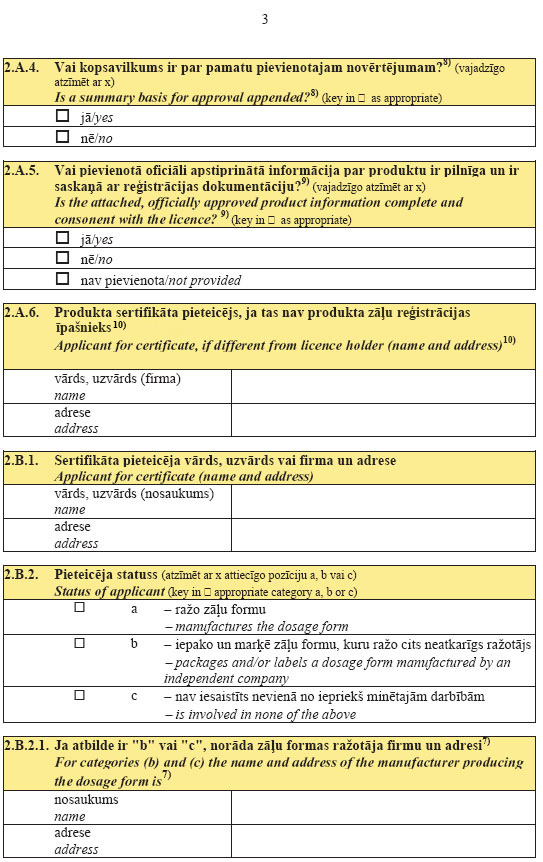 3
2.A.4. Vai kopsavilkums ir par pamatu pievienotajam novērtējumam?8) (vajadzīgo
atzīmēt ar x)
Is a summary basis for approval appended?8) (key in □ as appropriate)
□ jā/yes
□ nē/no
2.A.5. Vai pievienotā oficiāli apstiprinātā informācija par produktu ir pilnīga un ir
saskaņā ar reģistrācijas dokumentāciju?9) (vajadzīgo atzīmēt ar x)
Is the attached, officially approved product information complete and
consonent with the licence? 9) (key in □ as appropriate)
□ jā/yes
□ nē/no
□ nav pievienota/not provided
2.A.6. Produkta sertifikāta pieteicējs, ja tas nav produkta zāļu reģistrācijas
īpašnieks10)
Applicant for certificate, if different from licence holder (name and address)10)
vārds, uzvārds (firma)
name
adrese
address
2.B.1. Sertifikāta pieteicēja vārds, uzvārds vai firma un adrese
Applicant for certificate (name and address)
vārds, uzvārds (nosaukums)
name
adrese
address
2.B.2. Pieteicēja statuss (atzīmēt ar x attiecīgo pozīciju a, b vai c)
Status of applicant (key in □ appropriate category a, b or c)
□ a – ražo zāļu formu
– manufactures the dosage form
□ b – iepako un marķē zāļu formu, kuru ražo cits neatkarīgs ražotājs
– packages and/or labels a dosage form manufactured by an
independent company
□ c – nav iesaistīts nevienā no iepriekš minētajām darbībām
– is involved in none of the above
2.B.2.1. Ja atbilde ir "b" vai "c", norāda zāļu formas ražotāja firmu un adresi7)
For categories (b) and (c) the name and address of the manufacturer producing
the dosage form is7)
nosaukums
name
adrese
address